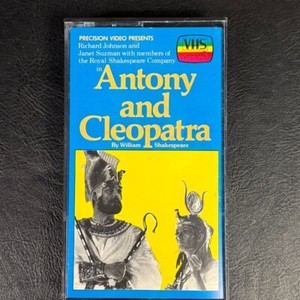 PRECISION VIDEO PRESENTS
Richard Johnson and
Janet Suzman with members of
the Royal Shakespeare Company
in
VHS
Antony
and
Cleopatra
By William Shakespeare